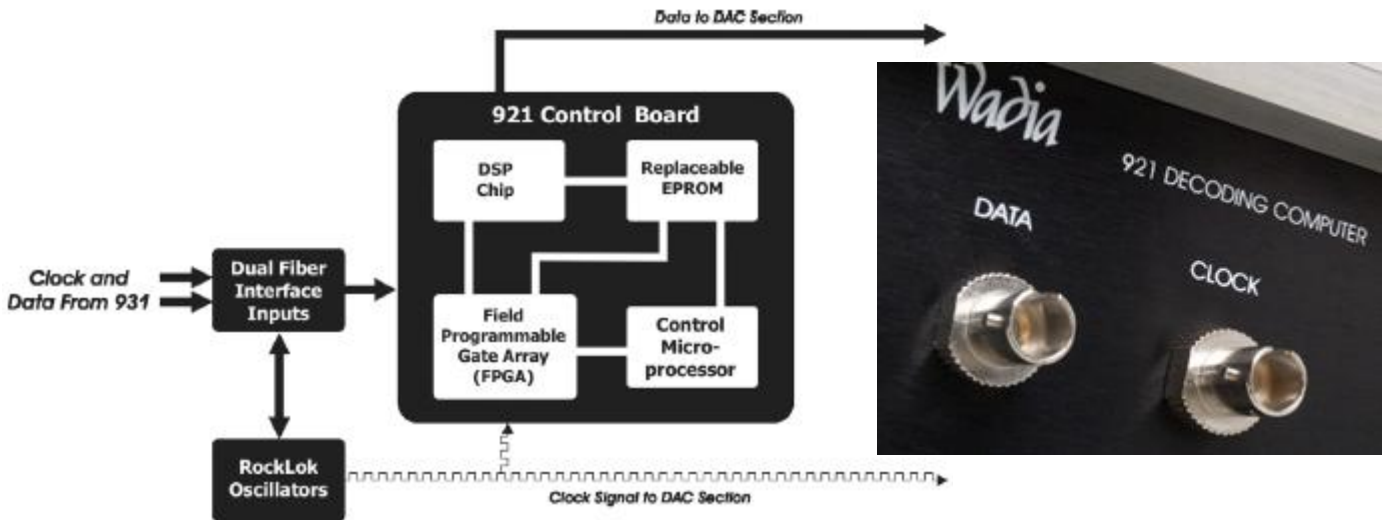 Data to DAC Section
921 Control Board
DSP
Chip
Replaceable
EPROM
Clock and
Data From 931
Dual Fiber
Interface
Inputs
Field
Programmable
Gate Array
(FPGA)
Control
Micro-
processor
RockLok
Oscillators
Clock Signal to DAC Section
Wadia
921 DECODING COMPUTER
DATA
CLOCK